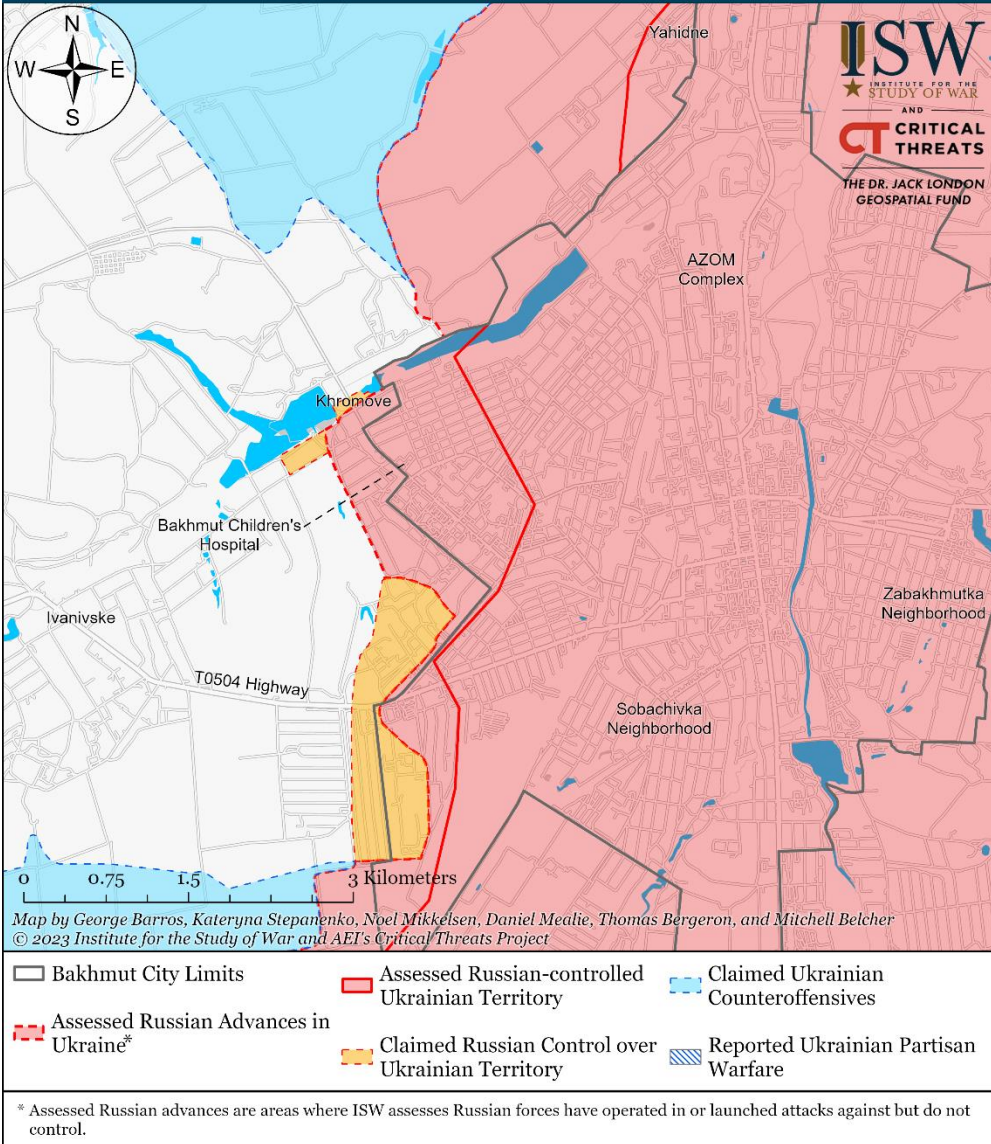 N
W
E
S
Yahidne
ISW
INSTITUTE FOR THE
STUDY OF WAR
AND
CT CRITICAL
THREATS
THE DR. JACK LONDON
GEOSPATIAL FUND
AZOM
Complex
Khromove
Bakhmut Children's
Hospital
Ivanivske
Zabakhmutka
Neighborhood
T0504 Highway
Sobachivka
Neighborhood
0 0.75 1.5 3 Kilometers
Map by George Barros, Kateryna Stepanenko, Noel Mikkelsen, Daniel Mealie, Thomas Bergeron, and Mitchell Belcher
© 2023 Institute for the Study of War and AEI's Critical Threats Project
Bakhmut City Limits
Assessed Russian Advances in
Ukraine*
Assessed Russian-controlled
Ukrainian Territory
Claimed Russian Control over
Ukrainian Territory
Claimed Ukrainian
Counteroffensives
Reported Ukrainian Partisan
Warfare
* Assessed Russian advances are areas where ISW assesses Russian forces have operated in or launched attacks against but do not
control.